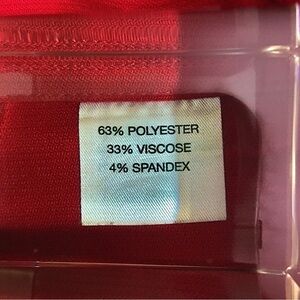 63% POLYESTER
33% VISCOSE
4% SPANDEX